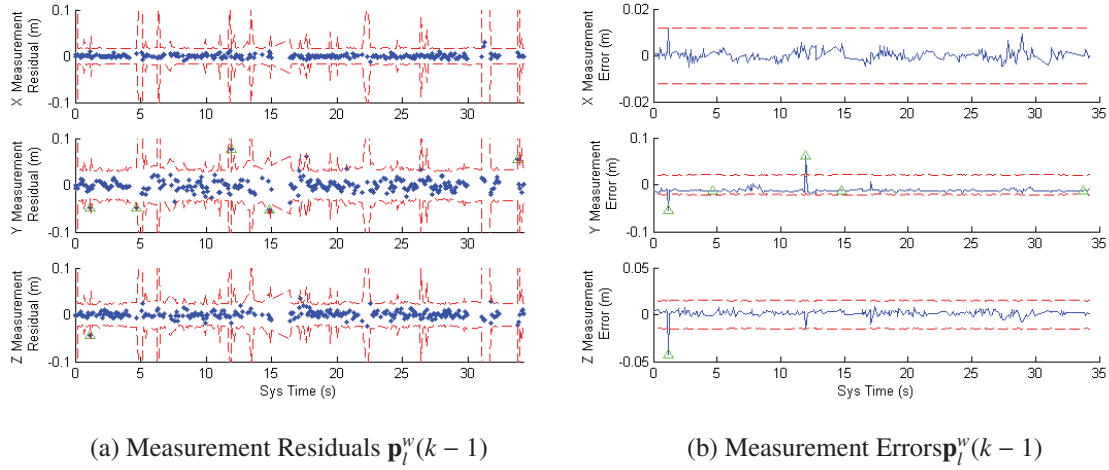 X Measurement
Residual (m)
0.1
0
-0.1
0 5 10 15 20 25 30
Y Measurement
Residual (m)
0.1
0
-0.1
0 5 10 15 20 25 30
Z Measurement
Residual (m)
0.1
0
-0.1
0 5 10 15 20 25 30
Sys Time (s)
X Measurement
Error (m)
0.02
0
-0.02
0 5 10 15 20 25 30 35
Y Measurement
Error (m)
0.1
0
-0.1
0 5 10 15 20 25 30 35
Z Measurement
Error (m)
0.05
0
-0.05
0 5 10 15 20 25 30 35
Sys Time (s)
(a) Measurement Residuals p_l^w(k − 1)
(b) Measurement Errorsp_l^w(k − 1)